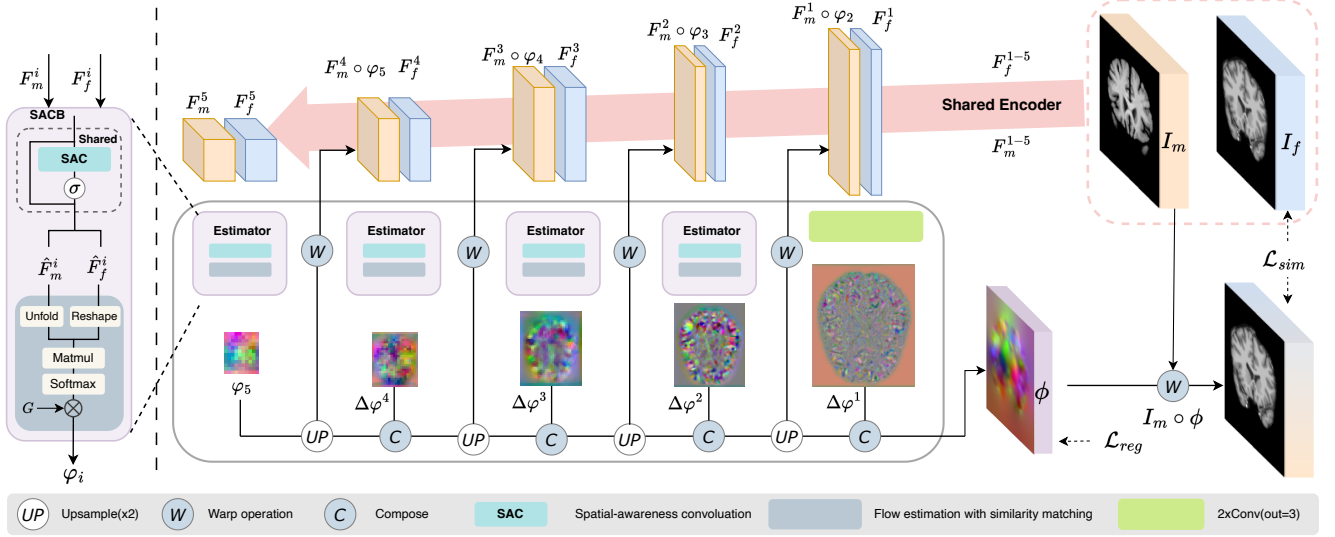 F_m^i F_f^i
SACB
Shared
SAC
σ
F̂_m^i F̂_f^i
Unfold Reshape
Matmul
Softmax
G ⊗
φ_i
F_m^5 F_f^5
F_m^4 ∘ φ_5 F_f^4
F_m^3 ∘ φ_4 F_f^3
F_m^2 ∘ φ_3 F_f^2
F_m^1 ∘ φ_2 F_f^1
F_f^{1-5}
Shared Encoder
F_m^{1-5}
I_m I_f
Estimator Estimator Estimator Estimator
W W W W
φ_5 Δφ^4 Δφ^3 Δφ^2 Δφ^1
UP C UP C UP C UP C
ϕ
ℒ_reg
ℒ_sim
W
I_m ∘ ϕ
UP Upsample(x2) W Warp operation C Compose SAC Spatial-awareness convoluation Flow estimation with similarity matching 2xConv(out=3)